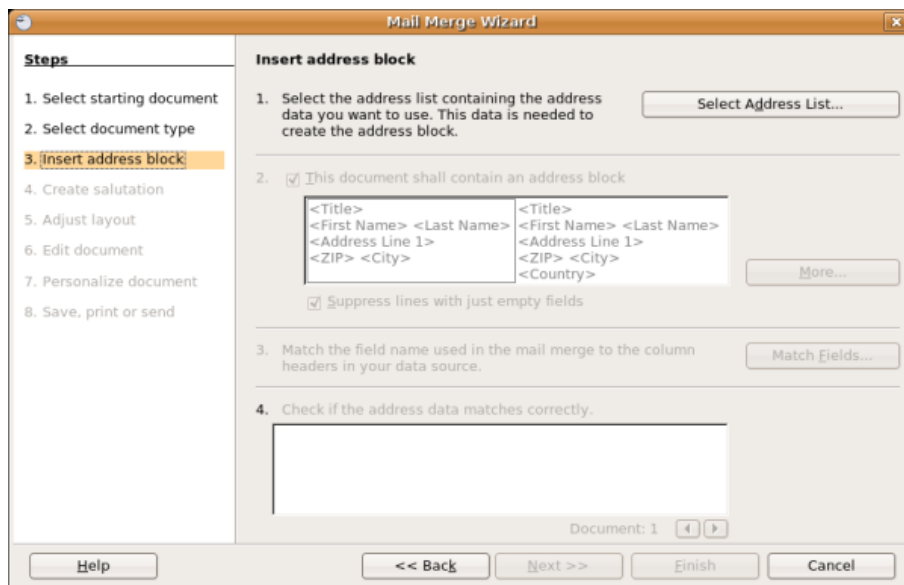 Mail Merge Wizard
Steps
1. Select starting document
2. Select document type
3. Insert address block
4. Create salutation
5. Adjust layout
6. Edit document
7. Personalize document
8. Save, print or send
Insert address block
1. Select the address list containing the address
data you want to use. This data is needed to
create the address block.
Select Address List...
2. This document shall contain an address block
<Title>
<First Name> <Last Name>
<Address Line 1>
<ZIP> <City>
<Title>
<First Name> <Last Name>
<Address Line 1>
<ZIP> <City>
<Country>
More...
Suppress lines with just empty fields
3. Match the field name used in the mail merge to the column
headers in your data source.
Match Fields...
4. Check if the address data matches correctly.
Document: 1
Help
<< Back
Next >>
Finish
Cancel